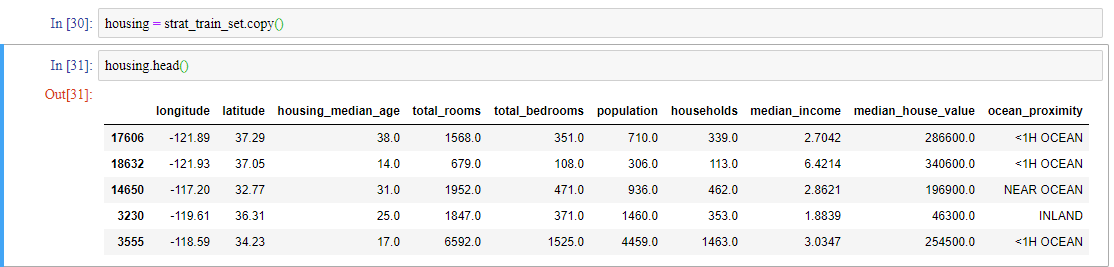 In [30]: housing = strat_train_set.copy()
In [31]: housing.head()
Out[31]:
longitude latitude housing_median_age total_rooms total_bedrooms population households median_income median_house_value ocean_proximity
17606 -121.89 37.29 38.0 1568.0 351.0 710.0 339.0 2.7042 286600.0 <1H OCEAN
18632 -121.93 37.05 14.0 679.0 108.0 306.0 113.0 6.4214 340600.0 <1H OCEAN
14650 -117.20 32.77 31.0 1952.0 471.0 936.0 462.0 2.8621 196900.0 NEAR OCEAN
3230 -119.61 36.31 25.0 1847.0 371.0 1460.0 353.0 1.8839 46300.0 INLAND
3555 -118.59 34.23 17.0 6592.0 1525.0 4459.0 1463.0 3.0347 254500.0 <1H OCEAN